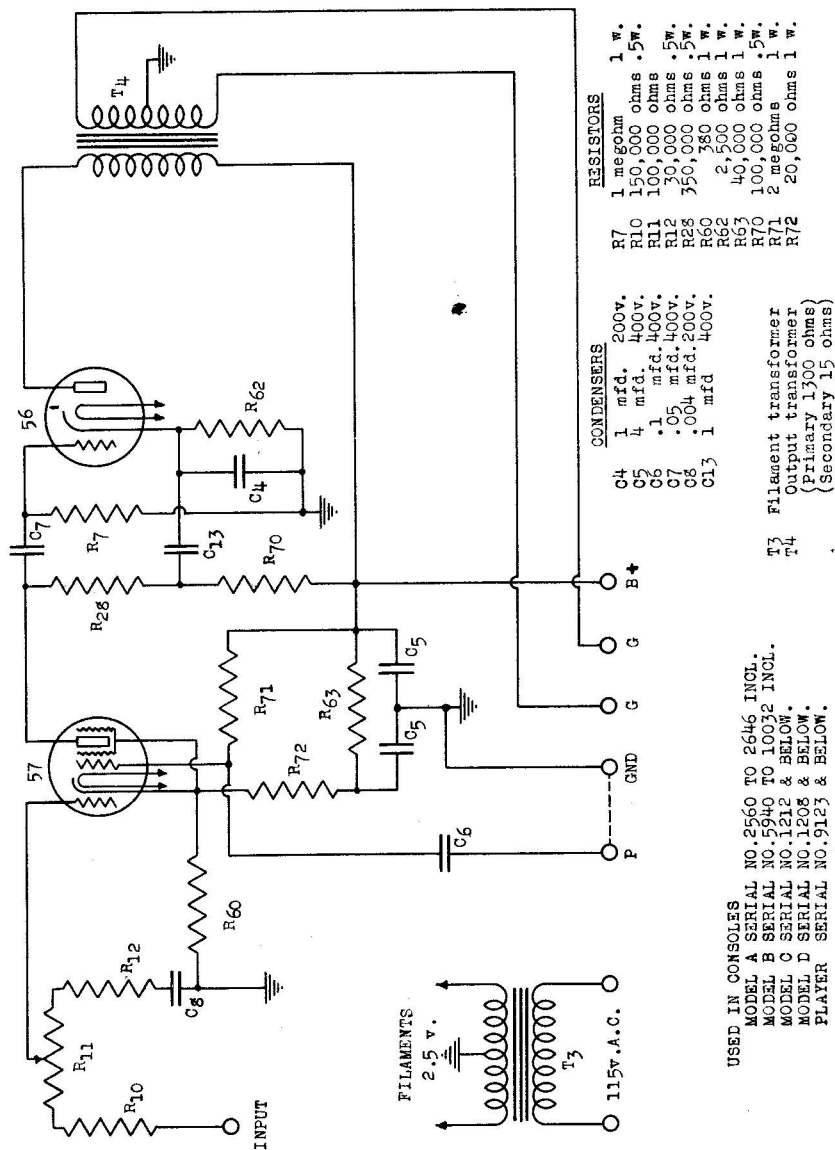 57
56
T4
C7
R7
R28
C13
R70
C4
R62
R71
R63
R72
C5
C5
C6
R60
R12
C8
R11
R10
INPUT
FILAMENTS
2.5 v.
T3
115v.A.C.
P
GND
G
G
B+
CONDENSERS
C4 1 mfd. 200v.
C5 4 mfd. 400v.
C6 .1 mfd. 400v.
C7 .05 mfd. 400v.
C8 .004 mfd. 200v.
C13 1 mfd 400v.
T3 Filament transformer
T4 Output transformer
(Primary 1300 ohms)
(Secondary 15 ohms)
RESISTORS
R7 1 megohm 1 w.
R10 150,000 ohms .5w.
R11 100,000 ohms
R12 30,000 ohms .5w.
R28 350,000 ohms .5w.
R60 380 ohms 1 w.
R62 2,500 ohms 1 w.
R63 40,000 ohms 1 w.
R70 100,000 ohms .5w.
R71 2 megohms 1 w.
R72 20,000 ohms 1 w.
USED IN CONSOLES
MODEL A SERIAL NO.2560 TO 2646 INCL.
MODEL B SERIAL NO.5940 TO 10032 INCL.
MODEL C SERIAL NO.1212 & BELOW.
MODEL D SERIAL NO.1208 & BELOW.
PLAYER SERIAL NO.9123 & BELOW.